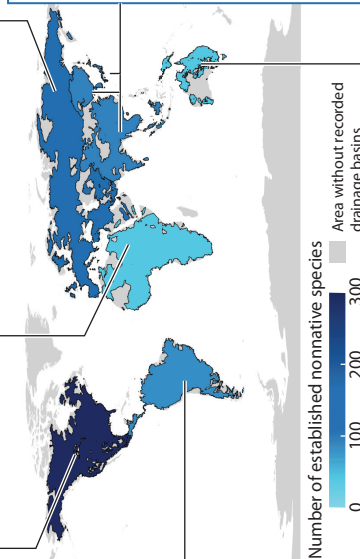 Number of established nonnative species
0 100 200 300
Area without recorded
drainage basins